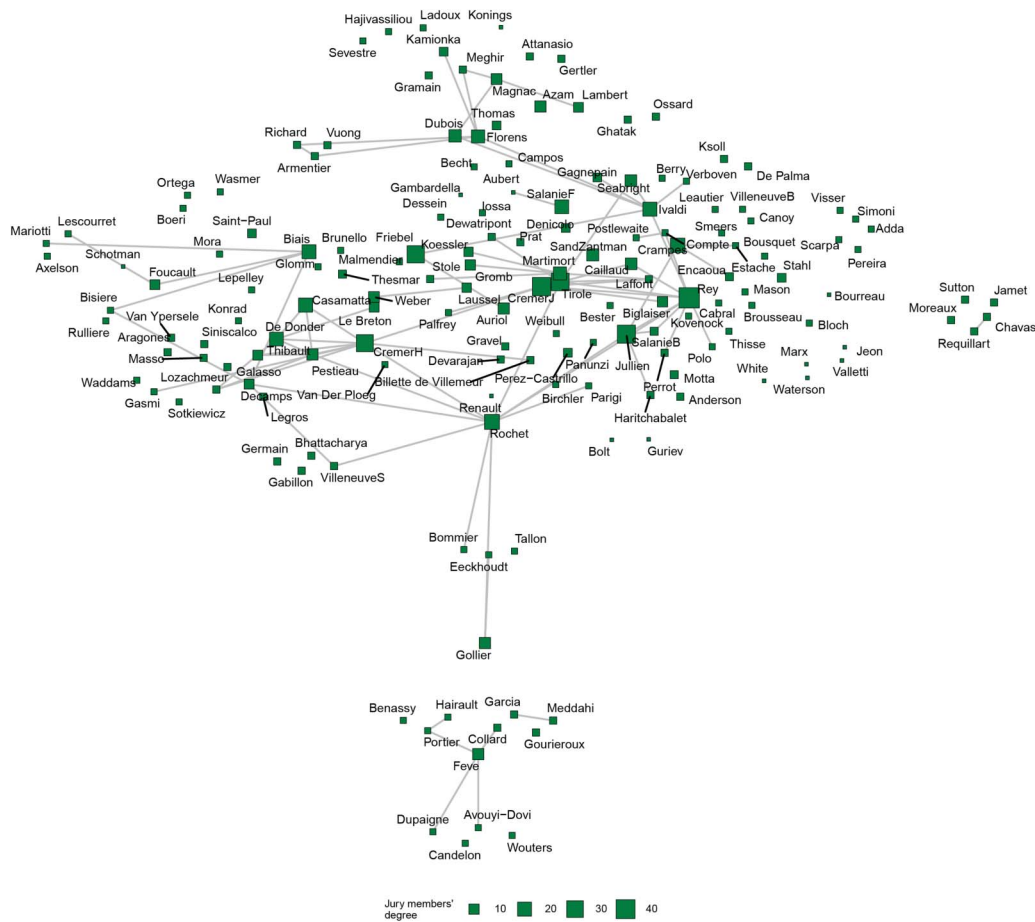 Ladoux
Konings
Hajivassiliou
Kamionka
Sevestre
Attanasio
Meghir
Gertler
Gramain
Magnac
Azam
Lambert
Ossard
Thomas
Ghatak
Dubois
Florens
Richard
Vuong
Armentier
Ksoll
Becht
Campos
Gagnepain
Berry
Verboven
De Palma
Aubert
Seabright
Ortega
Wasmer
Gambardella
SalanieF
Leautier
VilleneuveB
Visser
Dessein
Iossa
Ivaldi
Simoni
Boeri
Saint−Paul
Dewatripont
Denicolo
Postlewaite
Smeers
Canoy
Adda
Lescourret
Mariotti
Mora
Biais
Brunello
Friebel
Koessler
Prat
SandZantman
Crampes
Compte
Bousquet
Scarpa
Pereira
Schotman
Glomm
Malmendier
Martimort
Caillaud
Encaoua
Estache
Stahl
Axelson
Foucault
Lepelley
Thesmar
Stole
Gromb
Laffont
Mason
Bourreau
Bisiere
Konrad
Casamatta
Weber
Laussel
CremerJ
Tirole
Rey
Sutton
Jamet
Van Ypersele
Le Breton
Palfrey
Auriol
Bester
Biglaiser
Cabral
Brousseau
Moreaux
Rulliere
Siniscalco
De Donder
Weibull
Kovenock
Bloch
Chavas
Aragones
Thibault
CremerH
Gravel
SalanieB
Thisse
Requillart
Masso
Galasso
Pestieau
Devarajan
Panunzi
Jullien
Polo
Marx
Jeon
Waddams
Lozachmeur
Billette de Villemeur
Perez−Castrillo
Perrot
Motta
White
Valletti
Gasmi
Decamps
Van Der Ploeg
Birchler
Parigi
Anderson
Waterson
Sotkiewicz
Legros
Renault
Haritchabalet
Rochet
Bhattacharya
Bolt
Guriev
Germain
Gabillon
VilleneuveS
Bommier
Tallon
Eeckhoudt
Gollier
Benassy
Hairault
Garcia
Meddahi
Portier
Collard
Gourieroux
Feve
Dupaigne
Avouyi−Dovi
Candelon
Wouters
Jury members'
degree
10
20
30
40